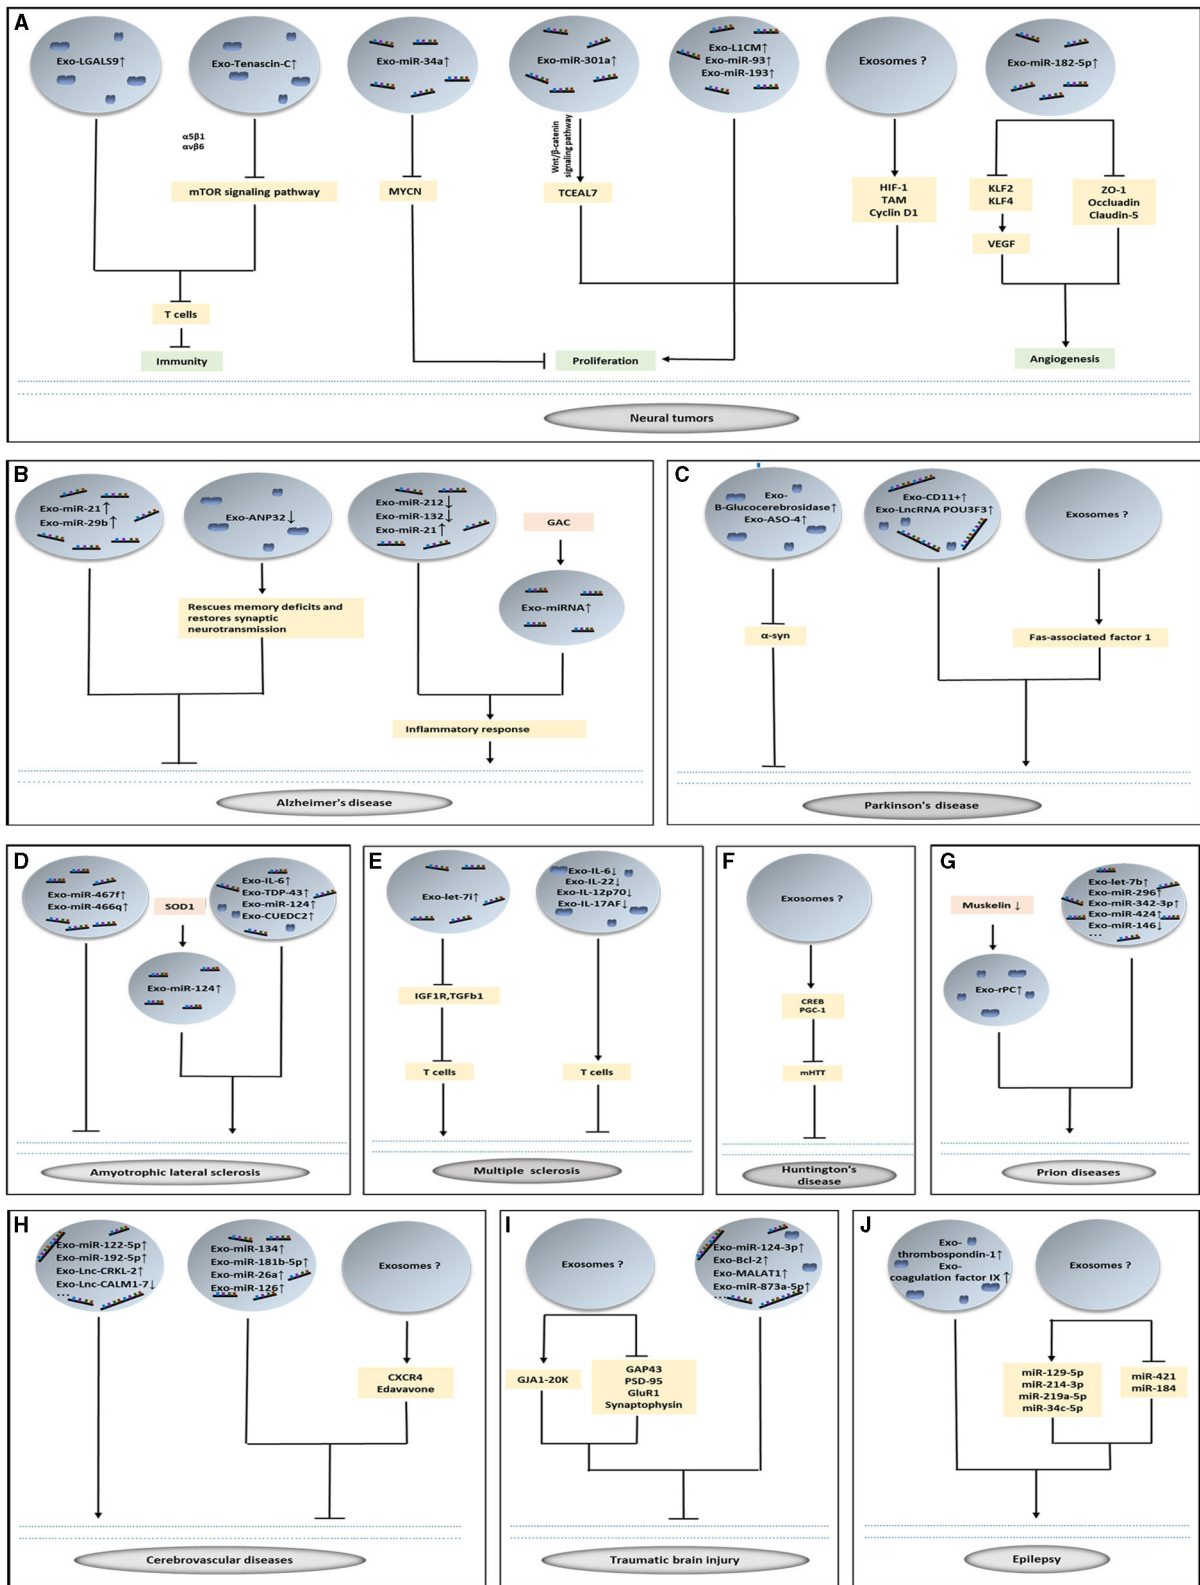 A
Exo-LGALS9↑
Exo-Tenascin-C↑
α5β1
αvβ6
mTOR signaling pathway
T cells
Immunity
Exo-miR-34a↑
MYCN
Exo-miR-301a↑
Wnt/β-catenin
signaling pathway
TCEAL7
Exo-L1CM↑
Exo-miR-93↑
Exo-miR-193↑
Proliferation
Exosomes ?
HIF-1
TAM
Cyclin D1
Exo-miR-182-5p↑
KLF2
KLF4
VEGF
ZO-1
Occluadin
Claudin-5
Angiogenesis
Neural tumors
B
Exo-miR-21↑
Exo-miR-29b↑
Exo-ANP32↓
Rescues memory deficits and
restores synaptic
neurotransmission
Exo-miR-212↓
Exo-miR-132↓
Exo-miR-21↑
GAC
Exo-miRNA↑
Inflammatory response
Alzheimer's disease
C
Exo-
B-Glucocerebrosidase↑
Exo-ASO-4↑
α-syn
Exo-CD11+↑
Exo-LncRNA POU3F3↑
Exosomes ?
Fas-associated factor 1
Parkinson's disease
D
Exo-miR-467f↑
Exo-miR-466q↑
SOD1
Exo-miR-124↑
Exo-IL-6↑
Exo-TDP-43↑
Exo-miR-124↑
Exo-CUEDC2↑
Amyotrophic lateral sclerosis
E
Exo-let-7i↑
IGF1R,TGFb1
T cells
Exo-IL-6↓
Exo-IL-22↓
Exo-IL-12p70↓
Exo-IL-17AF↓
T cells
Multiple sclerosis
F
Exosomes ?
CREB
PGC-1
mHTT
Huntington's
disease
G
Muskelin ↓
Exo-rPC↑
Exo-let-7b↑
Exo-miR-296↑
Exo-miR-342-3p↑
Exo-miR-424↑
Exo-miR-146↓
...
Prion diseases
H
Exo-miR-122-5p↑
Exo-miR-192-5p↑
Exo-Lnc-CRKL-2↑
Exo-Lnc-CALM1-7↓
...
Exo-miR-134↑
Exo-miR-181b-5p↑
Exo-miR-26a↑
Exo-miR-126↑
Exosomes ?
CXCR4
Edavavone
Cerebrovascular diseases
I
Exosomes ?
GJA1-20K
GAP43
PSD-95
GluR1
Synaptophysin
Exo-miR-124-3p↑
Exo-Bcl-2↑
Exo-MALAT1↑
Exo-miR-873a-5p↑
...
Traumatic brain injury
J
Exo-
thrombospondin-1↑
Exo-
coagulation factor IX↑
Exosomes ?
miR-129-5p
miR-214-3p
miR-219a-5p
miR-34c-5p
miR-421
miR-184
Epilepsy